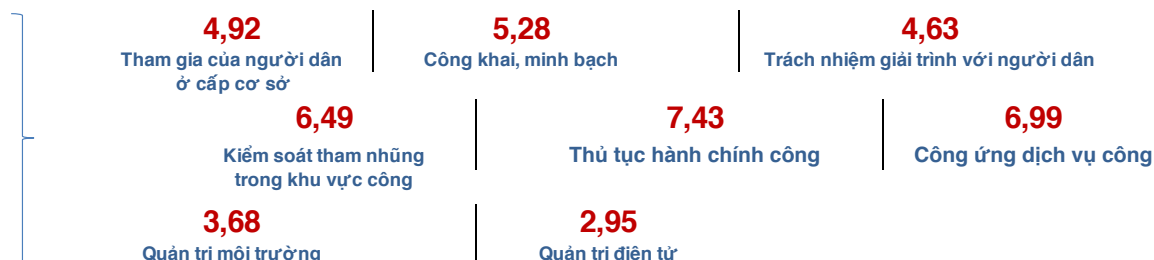 4,92
Tham gia của người dân
ở cấp cơ sở
5,28
Công khai, minh bạch
4,63
Trách nhiệm giải trình với người dân
6,49
Kiểm soát tham nhũng
trong khu vực công
7,43
Thủ tục hành chính công
6,99
Công ứng dịch vụ công
3,68
Quản trị môi trường
2,95
Quản trị điện tử